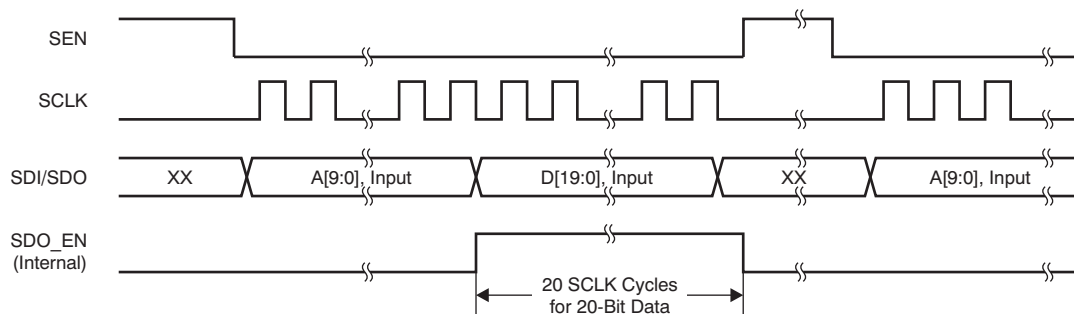 SEN
SCLK
SDI/SDO
XX
A[9:0], Input
D[19:0], Input
XX
A[9:0], Input
SDO_EN
(Internal)
20 SCLK Cycles
for 20-Bit Data